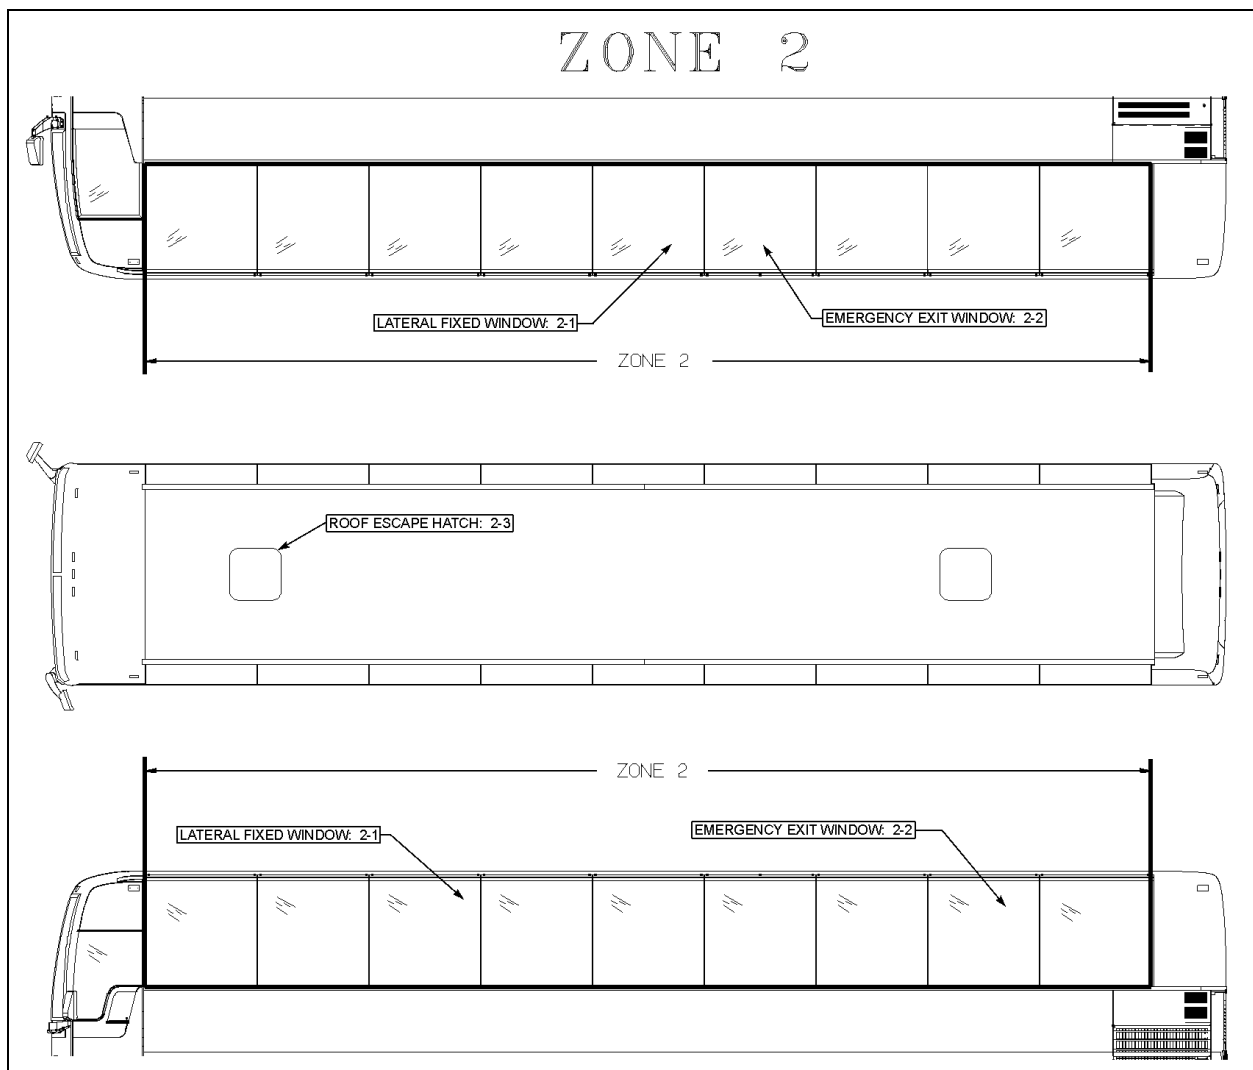 ZONE 2
LATERAL FIXED WINDOW: 2-1
EMERGENCY EXIT WINDOW: 2-2
ZONE 2
ROOF ESCAPE HATCH: 2-3
ZONE 2
LATERAL FIXED WINDOW: 2-1
EMERGENCY EXIT WINDOW: 2-2